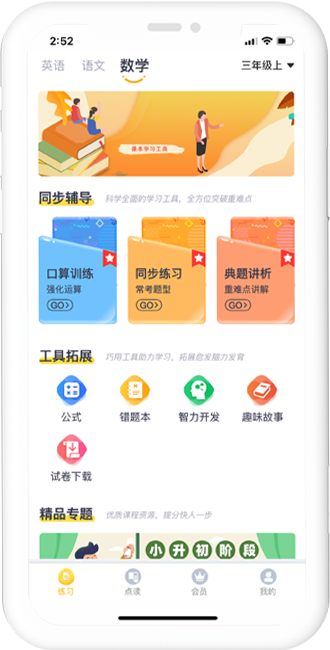 2:52
英语 语文 数学 三年级上
课本学习工具
同步辅导 科学全面的学习工具，全方位突破重难点
口算训练 同步练习 典题讲析
强化运算 常考题型 重难点讲解
GO> GO> GO>
工具拓展 巧用工具助力学习，拓展启发脑力发育
公式 错题本 智力开发 趣味故事
试卷下载
精品专题 优质课程资源，提分快人一步
小升初阶段
练习 点读 会员 我的